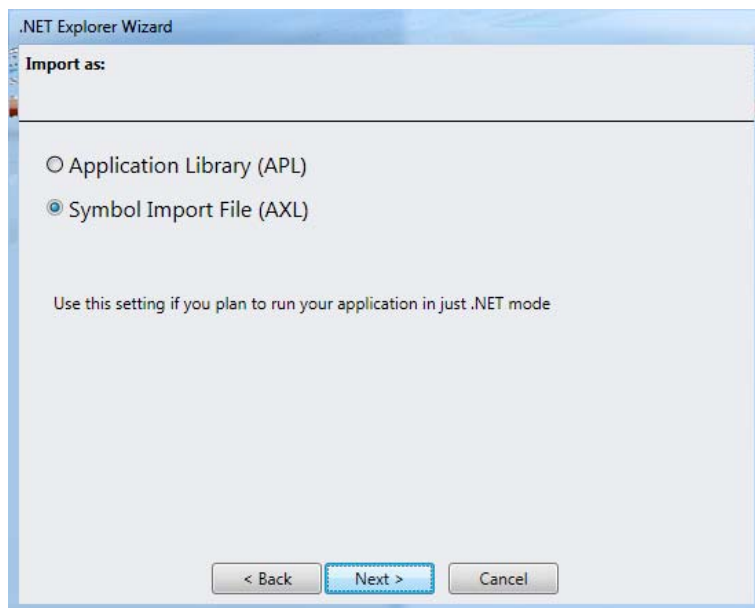 .NET Explorer Wizard
Import as:
Application Library (APL)
Symbol Import File (AXL)
Use this setting if you plan to run your application in just .NET mode
< Back Next > Cancel